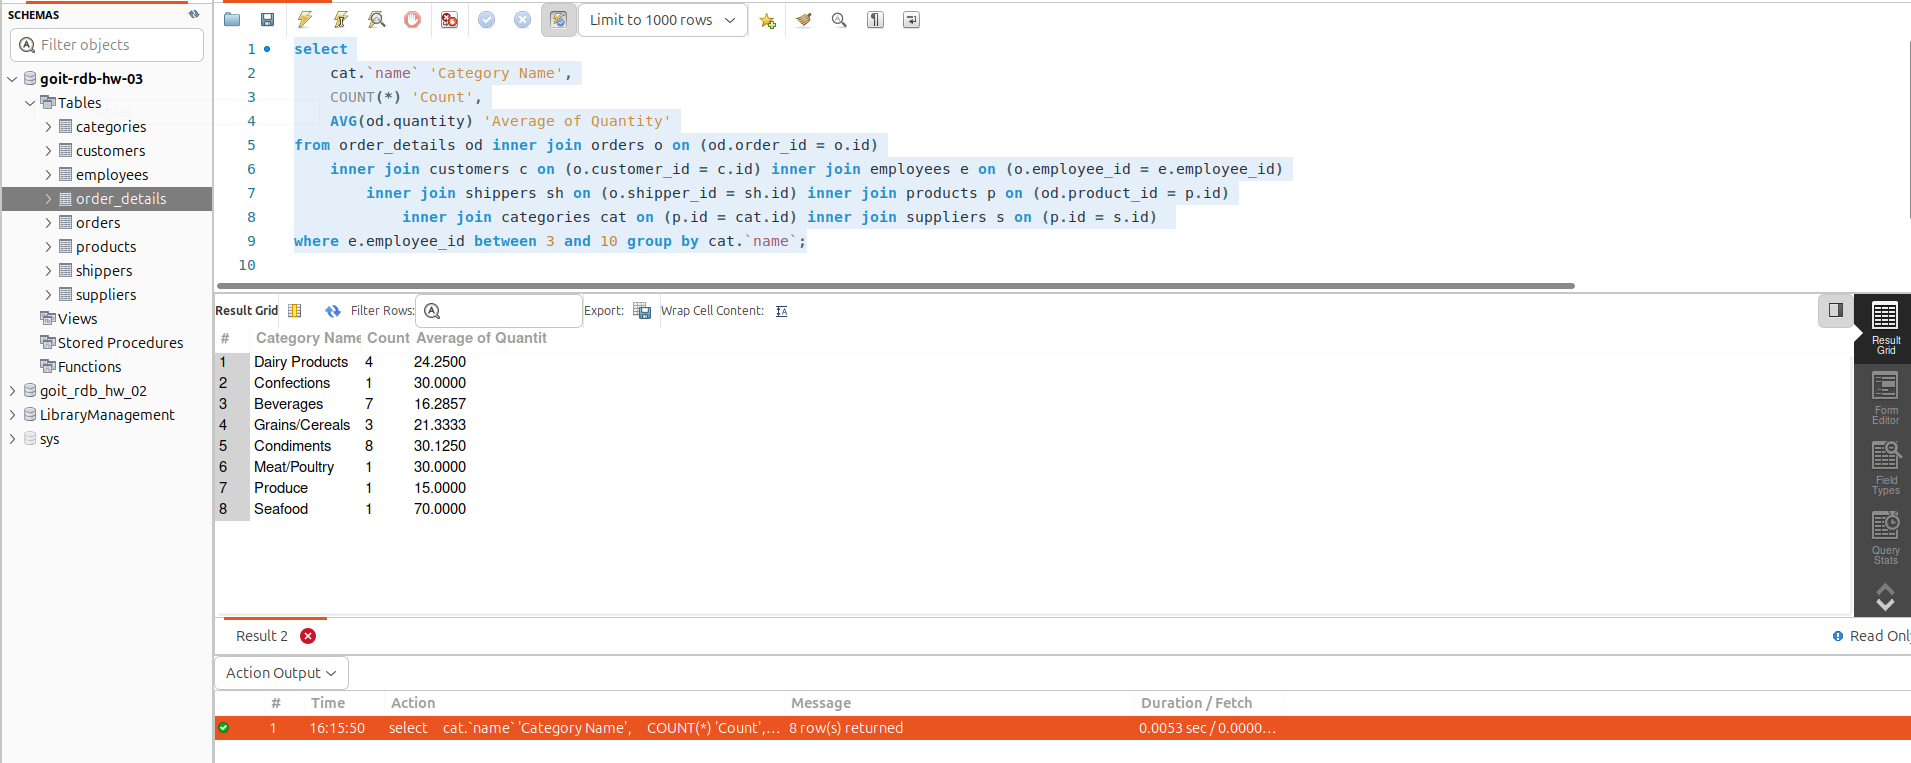 SCHEMAS
Filter objects
goit-rdb-hw-03
Tables
categories
customers
employees
order_details
orders
products
shippers
suppliers
Views
Stored Procedures
Functions
goit_rdb_hw_02
LibraryManagement
sys
Limit to 1000 rows
1 select
2 cat.`name` 'Category Name',
3 COUNT(*) 'Count',
4 AVG(od.quantity) 'Average of Quantity'
5 from order_details od inner join orders o on (od.order_id = o.id)
6 inner join customers c on (o.customer_id = c.id) inner join employees e on (o.employee_id = e.employee_id)
7 inner join shippers sh on (o.shipper_id = sh.id) inner join products p on (od.product_id = p.id)
8 inner join categories cat on (p.id = cat.id) inner join suppliers s on (p.id = s.id)
9 where e.employee_id between 3 and 10 group by cat.`name`;
10
Result Grid Filter Rows: Export: Wrap Cell Content:
# Category Name Count Average of Quantit
1 Dairy Products 4 24.2500
2 Confections 1 30.0000
3 Beverages 7 16.2857
4 Grains/Cereals 3 21.3333
5 Condiments 8 30.1250
6 Meat/Poultry 1 30.0000
7 Produce 1 15.0000
8 Seafood 1 70.0000
Result
Grid
Form
Editor
Field
Types
Query
Stats
Result 2
Read Only
Action Output
# Time Action Message Duration / Fetch
1 16:15:50 select cat.`name` 'Category Name', COUNT(*) 'Count',... 8 row(s) returned 0.0053 sec / 0.0000...